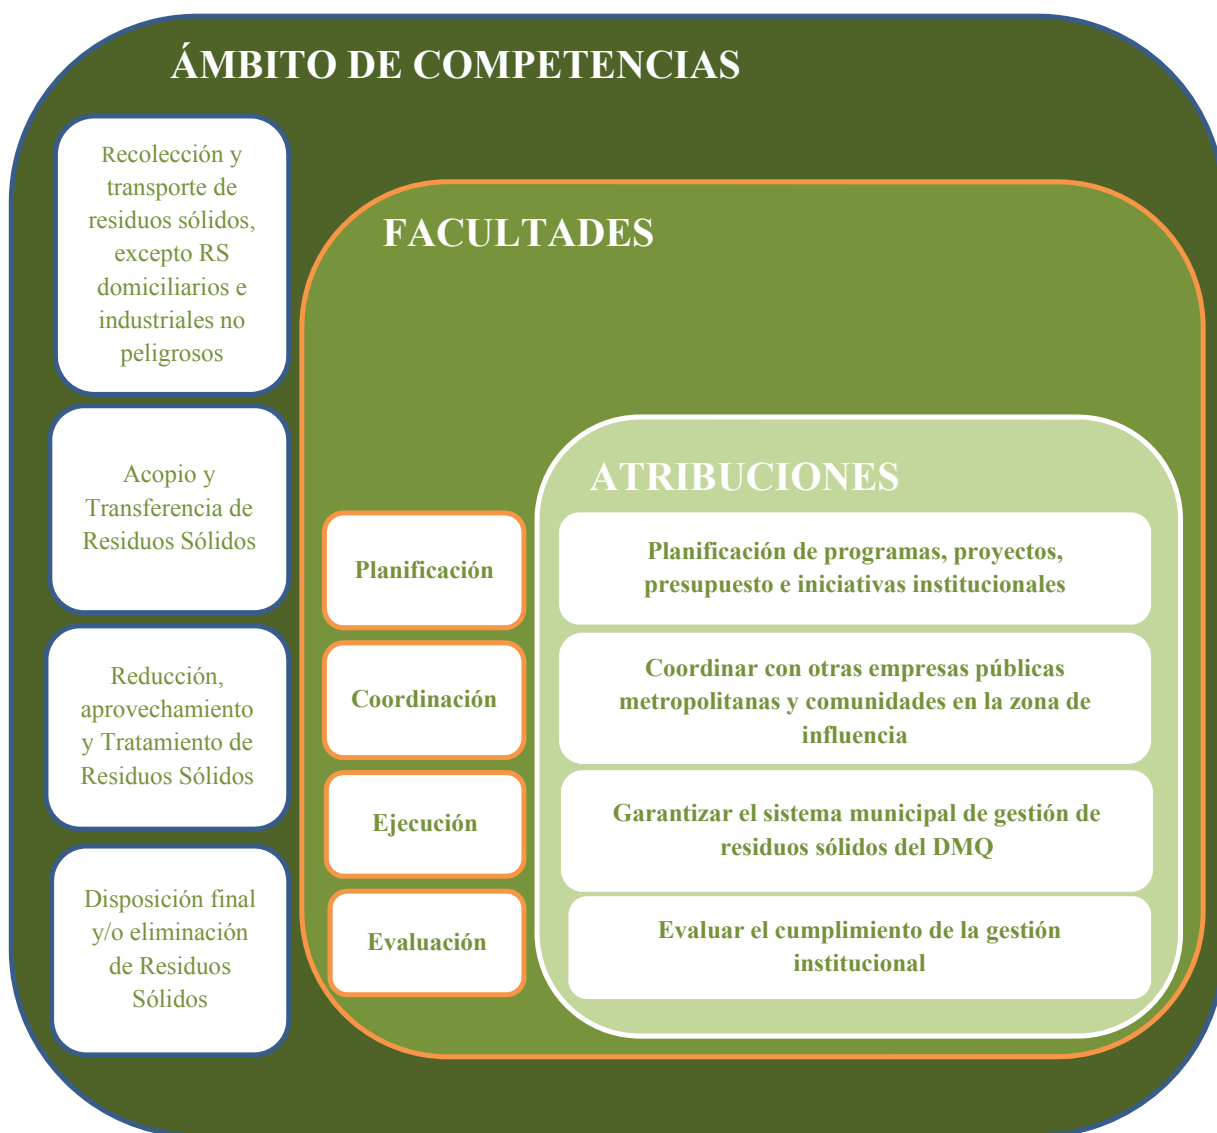 ÁMBITO DE COMPETENCIAS
Recolección y
transporte de
residuos sólidos,
excepto RS
domiciliarios e
industriales no
peligrosos
Acopio y
Transferencia de
Residuos Sólidos
Reducción,
aprovechamiento
y Tratamiento de
Residuos Sólidos
Disposición final
y/o eliminación
de Residuos
Sólidos
FACULTADES
Planificación
Coordinación
Ejecución
Evaluación
ATRIBUCIONES
Planificación de programas, proyectos,
presupuesto e iniciativas institucionales
Coordinar con otras empresas públicas
metropolitanas y comunidades en la zona de
influencia
Garantizar el sistema municipal de gestión de
residuos sólidos del DMQ
Evaluar el cumplimiento de la gestión
institucional